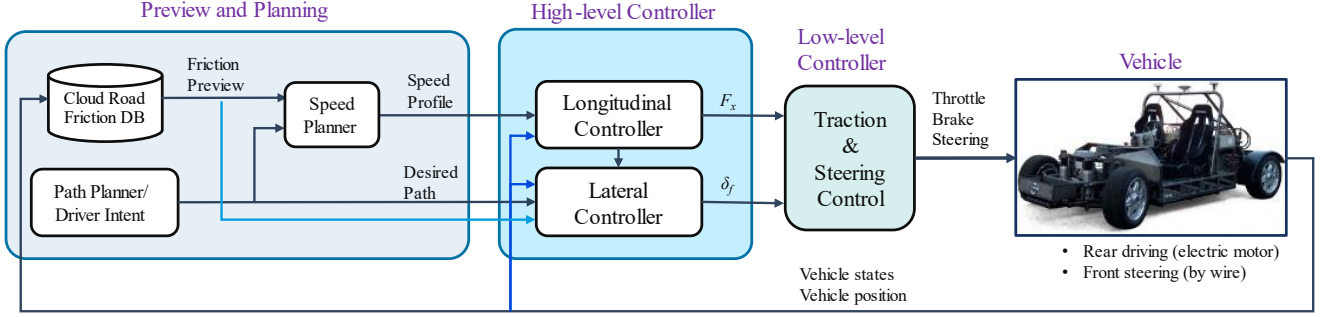 Preview and Planning
High-level Controller
Low-level
Controller
Vehicle
Friction
Preview
Cloud Road
Friction DB
Speed
Planner
Speed
Profile
Longitudinal
Controller
Fx
Traction
&
Steering
Control
Throttle
Brake
Steering
Path Planner/
Driver Intent
Desired
Path
Lateral
Controller
δf
• Rear driving (electric motor)
• Front steering (by wire)
Vehicle states
Vehicle position